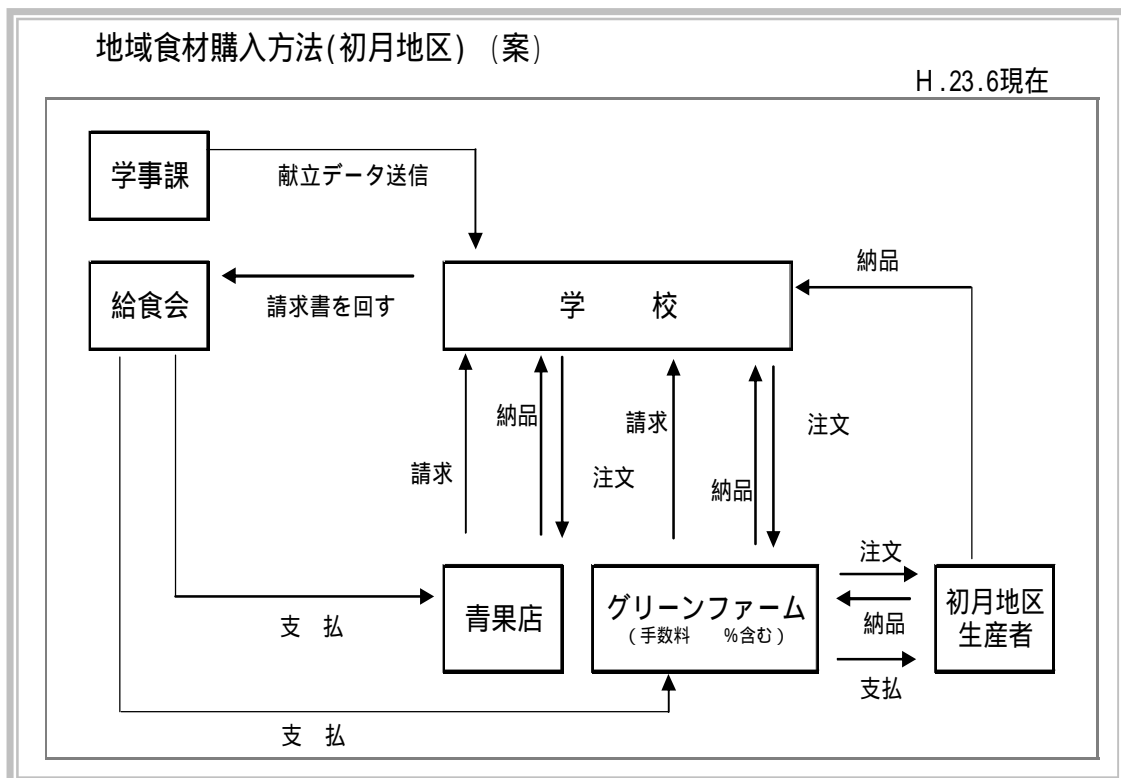 地域食材購入方法(初月地区) (案)
H.23.6現在
学事課
献立データ送信
給食会
請求書を回す
学 校
納品
請求
納品
注文
請求
納品
注文
青果店
グリーンファーム
(手数料 %含む)
注文
納品
支払
初月地区
生産者
支 払
支 払